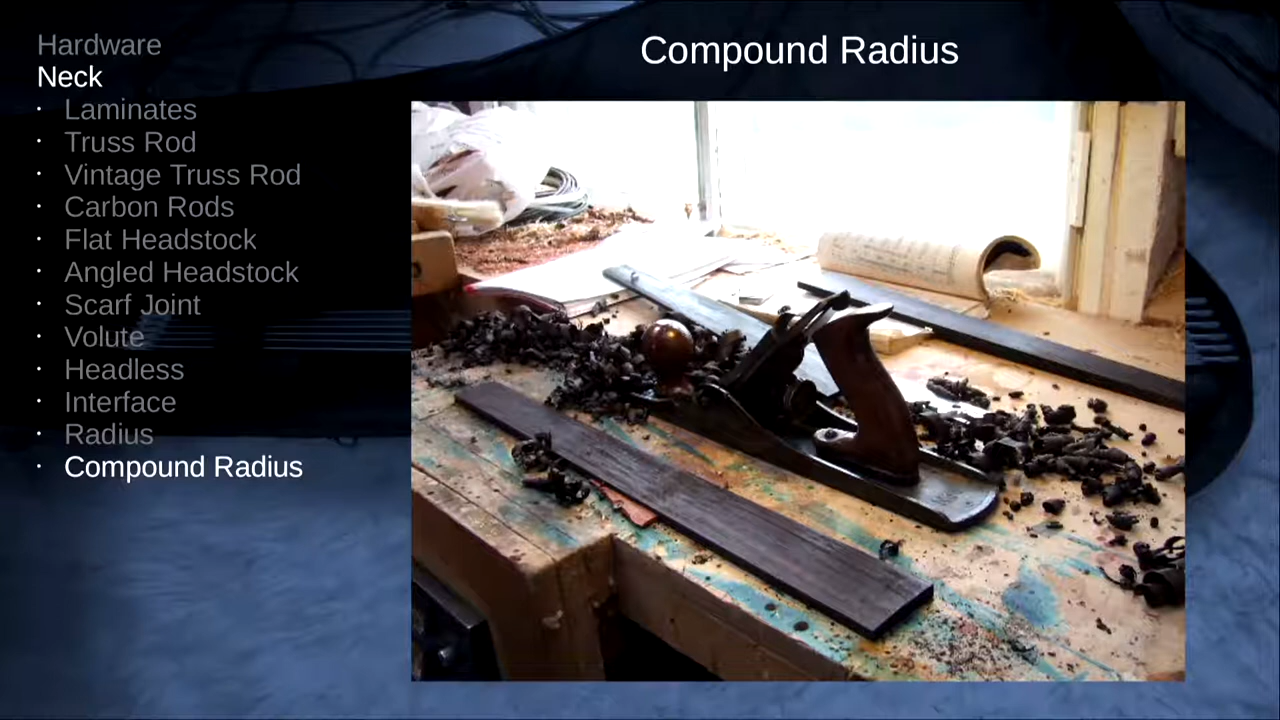 Hardware
Neck
· Laminates
· Truss Rod
· Vintage Truss Rod
· Carbon Rods
· Flat Headstock
· Angled Headstock
· Scarf Joint
· Volute
· Headless
· Interface
· Radius
· Compound Radius
Compound Radius